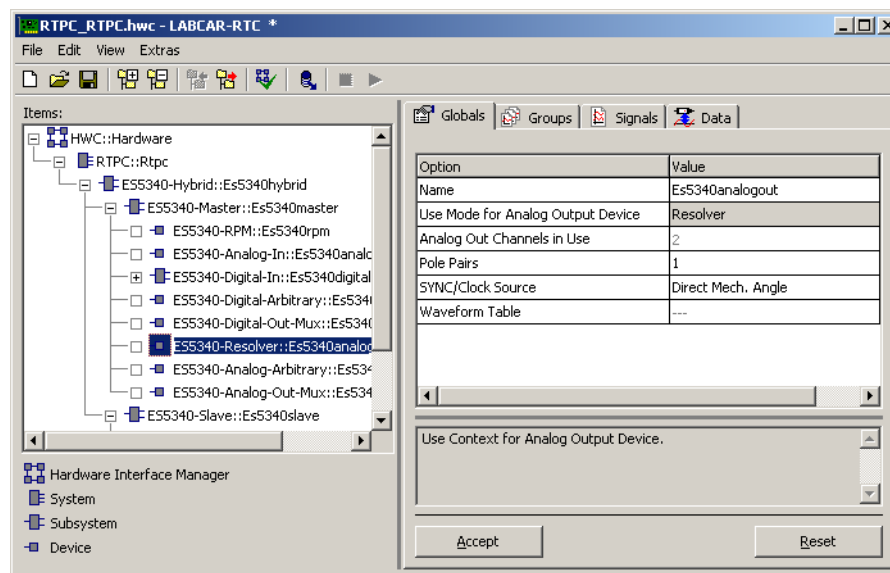 RTPC_RTPC.hwc - LABCAR-RTC *
File Edit View Extras
Items:
HWC::Hardware
RTPC::Rtpc
ES5340-Hybrid::Es5340hybrid
ES5340-Master::Es5340master
ES5340-RPM::Es5340rpm
ES5340-Analog-In::Es5340analo
ES5340-Digital-In::Es5340digital
ES5340-Digital-Arbitrary::Es534
ES5340-Digital-Out-Mux::Es534
ES5340-Resolver::Es5340analog
ES5340-Analog-Arbitrary::Es534
ES5340-Analog-Out-Mux::Es534
ES5340-Slave::Es5340slave
Hardware Interface Manager
System
Subsystem
Device
Globals Groups Signals Data
Option Value
Name Es5340analogout
Use Mode for Analog Output Device Resolver
Analog Out Channels in Use 2
Pole Pairs 1
SYNC/Clock Source Direct Mech. Angle
Waveform Table ---
Use Context for Analog Output Device.
Accept Reset